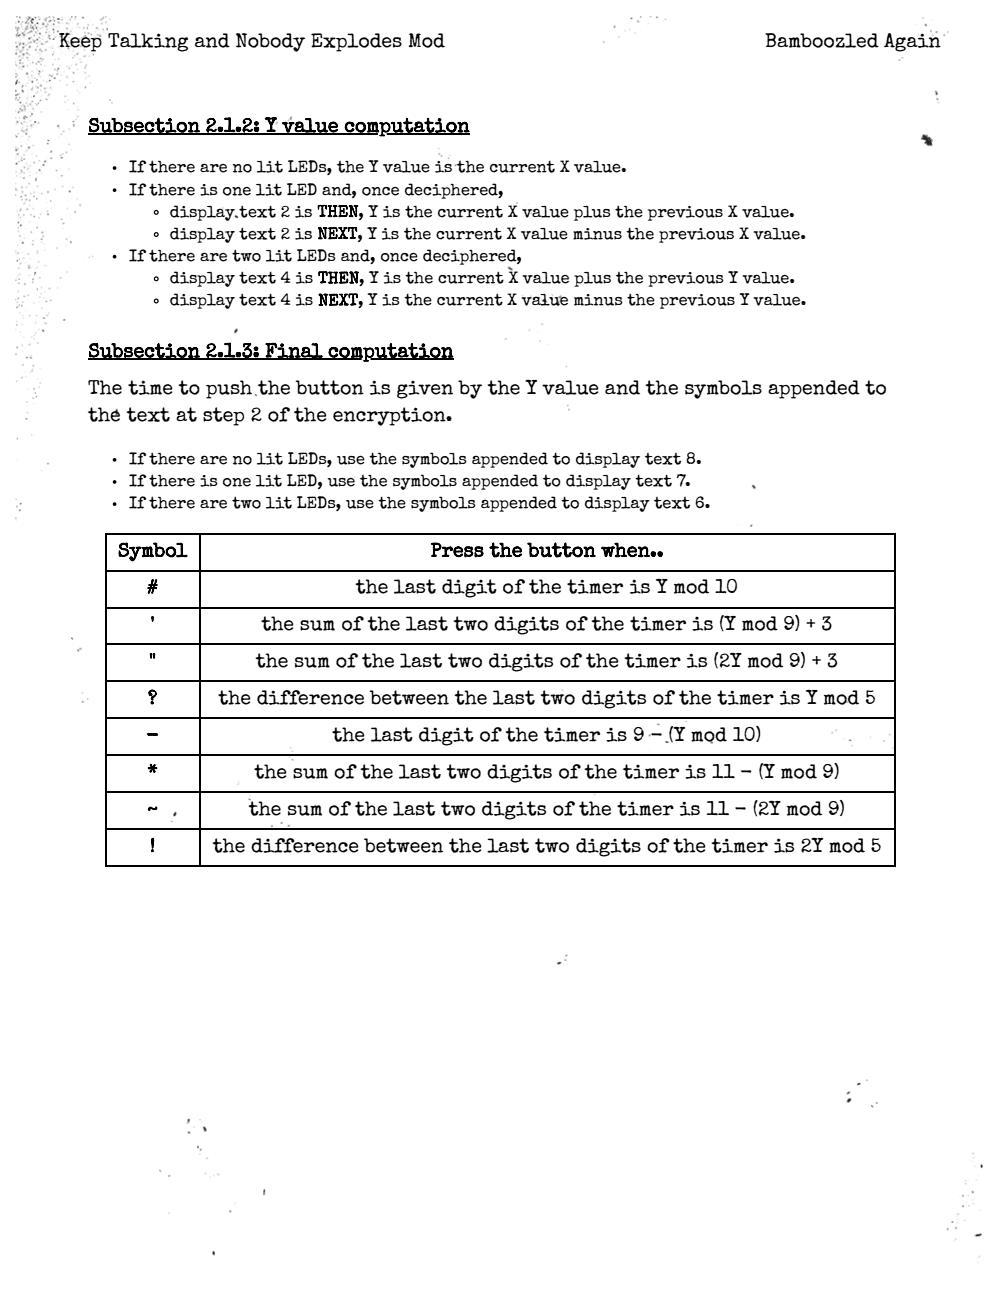 Keep Talking and Nobody Explodes Mod
Bamboozled Again
Subsection 2.1.2: Y value computation
• If there are no lit LEDs, the Y value is the current X value.
• If there is one lit LED and, once deciphered,
◦ display text 2 is THEN, Y is the current X value plus the previous X value.
◦ display text 2 is NEXT, Y is the current X value minus the previous X value.
• If there are two lit LEDs and, once deciphered,
◦ display text 4 is THEN, Y is the current X value plus the previous Y value.
◦ display text 4 is NEXT, Y is the current X value minus the previous Y value.
Subsection 2.1.3: Final computation
The time to push the button is given by the Y value and the symbols appended to
the text at step 2 of the encryption.
• If there are no lit LEDs, use the symbols appended to display text 8.
• If there is one lit LED, use the symbols appended to display text 7.
• If there are two lit LEDs, use the symbols appended to display text 6.
Symbol Press the button when..
# the last digit of the timer is Y mod 10
' the sum of the last two digits of the timer is (Y mod 9) + 3
" the sum of the last two digits of the timer is (2Y mod 9) + 3
? the difference between the last two digits of the timer is Y mod 5
– the last digit of the timer is 9 – (Y mod 10)
* the sum of the last two digits of the timer is 11 – (Y mod 9)
~ the sum of the last two digits of the timer is 11 – (2Y mod 9)
! the difference between the last two digits of the timer is 2Y mod 5